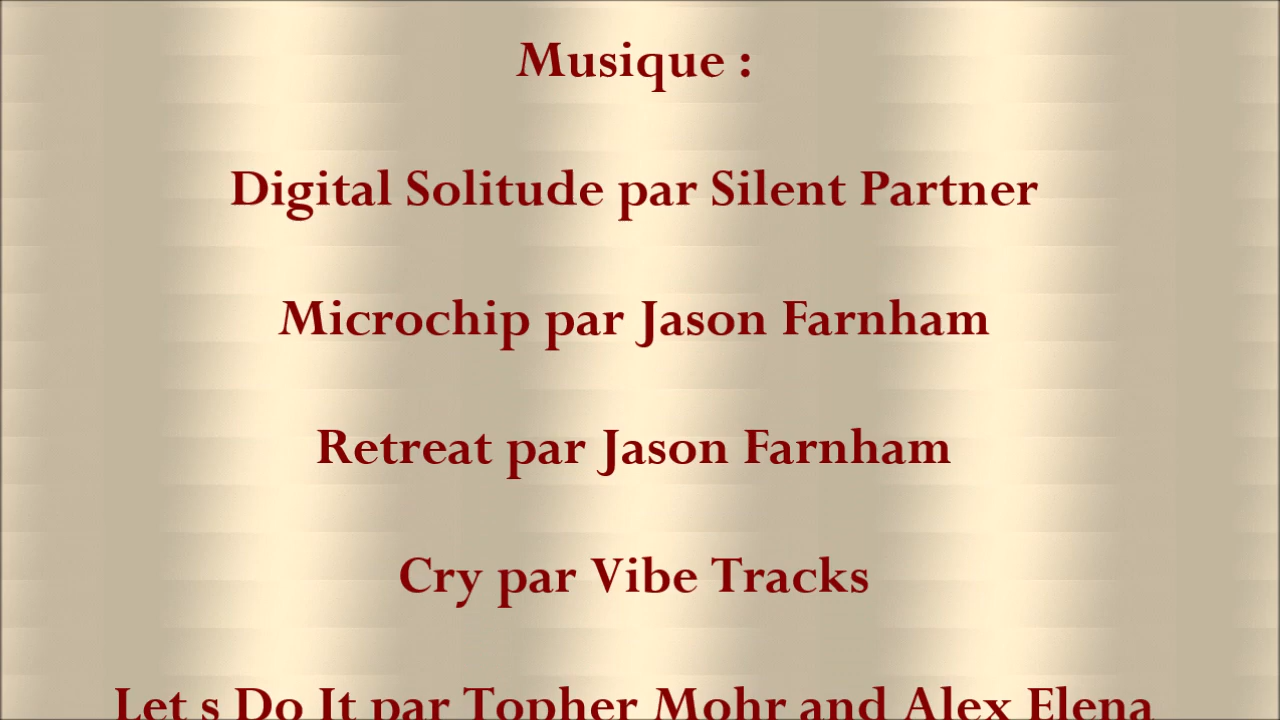 Musique :
Digital Solitude par Silent Partner
Microchip par Jason Farnham
Retreat par Jason Farnham
Cry par Vibe Tracks
Let s Do It par Topher Mohr and Alex Elena